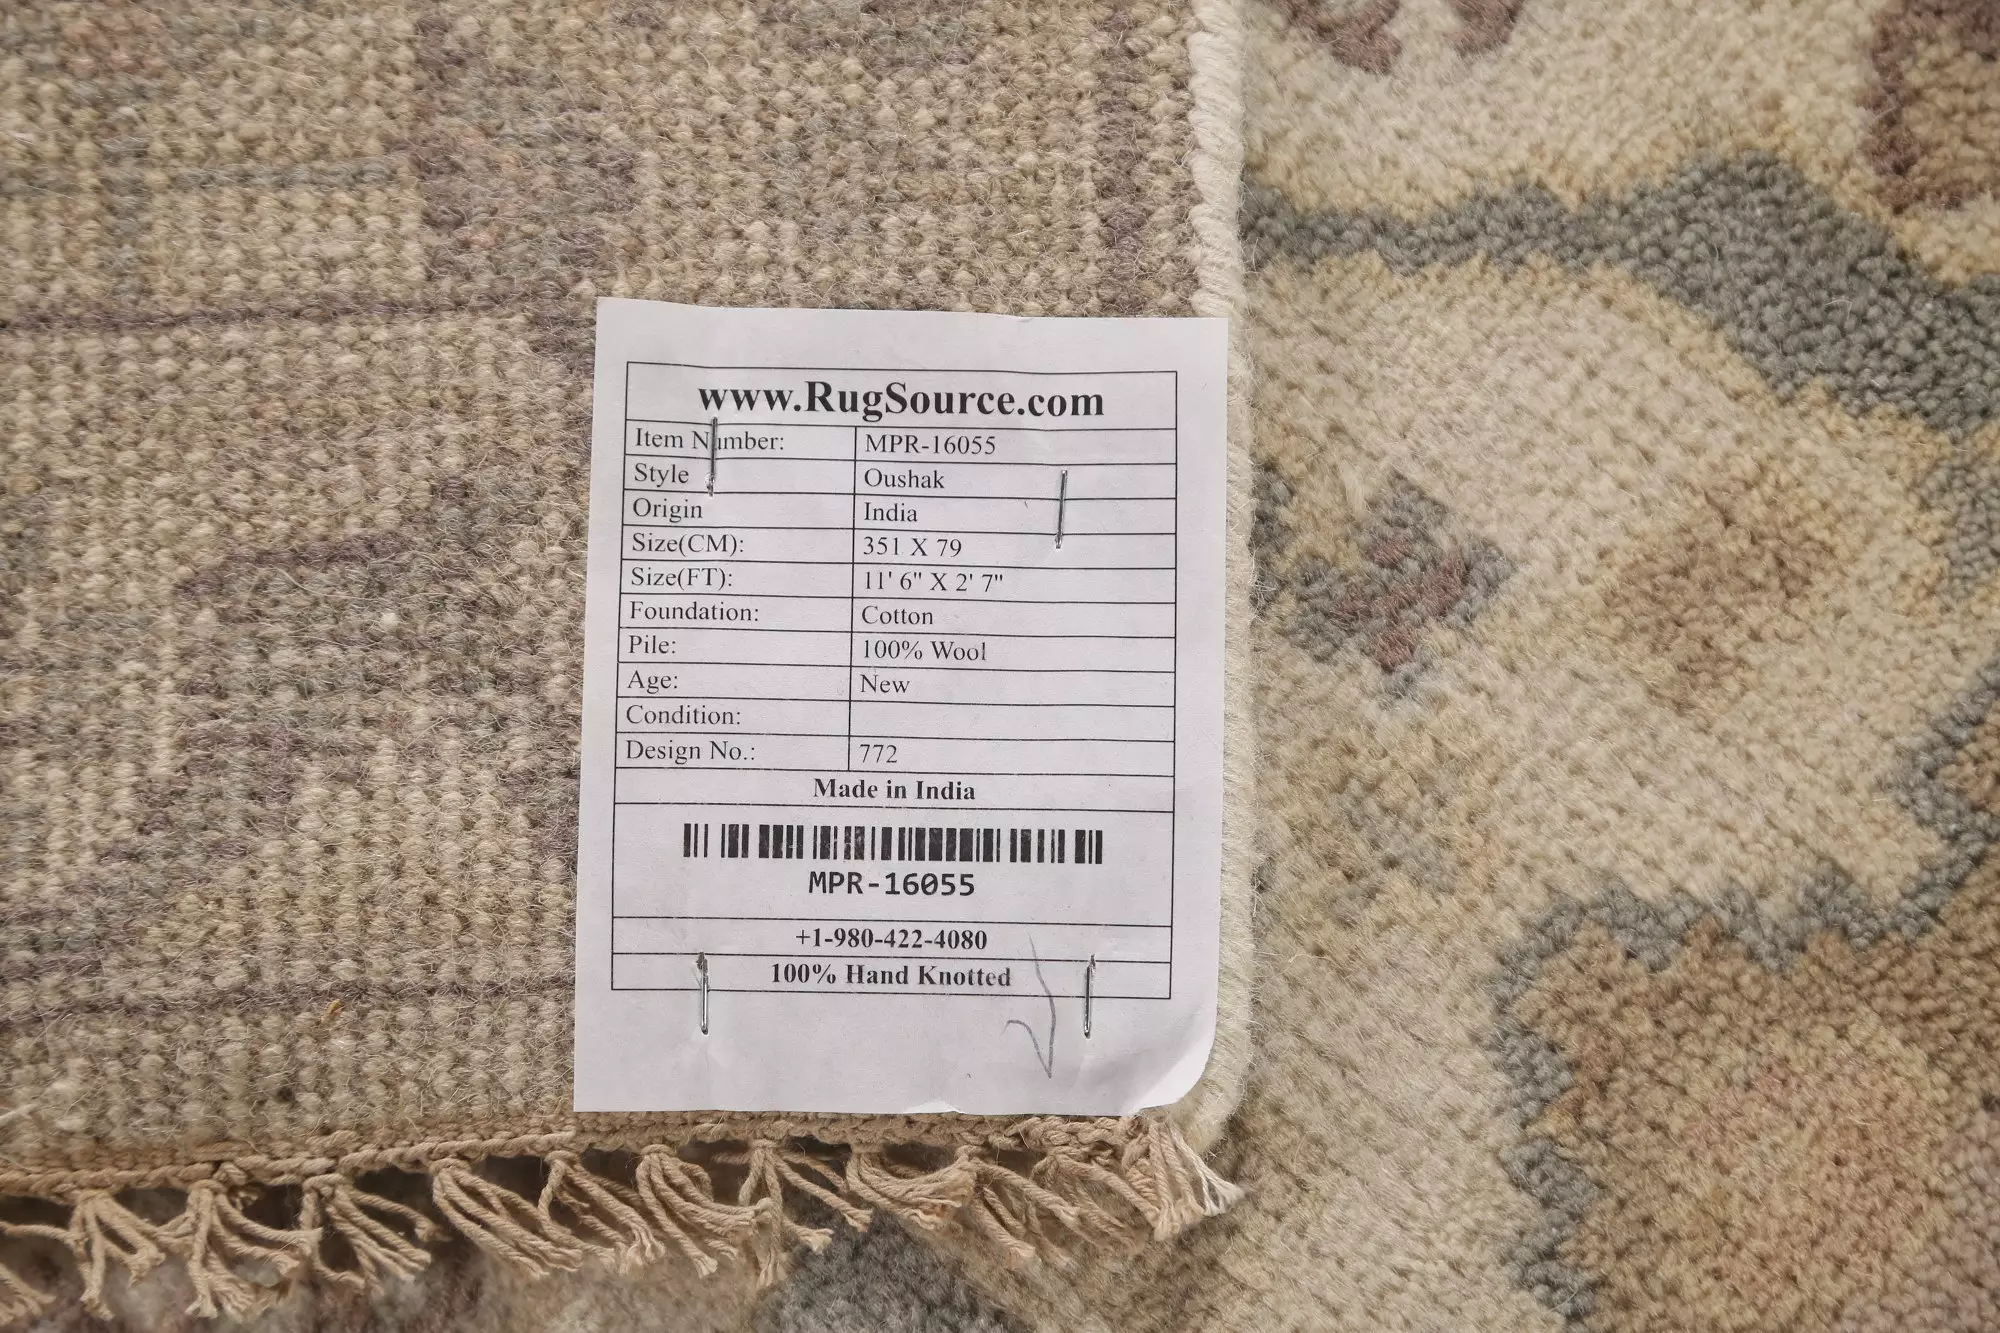 www.RugSource.com
Item Number: MPR-16055
Style Oushak
Origin India
Size(CM): 351 X 79
Size(FT): 11' 6" X 2' 7"
Foundation: Cotton
Pile: 100% Wool
Age: New
Condition:
Design No.: 772
Made in India
MPR-16055
+1-980-422-4080
100% Hand Knotted